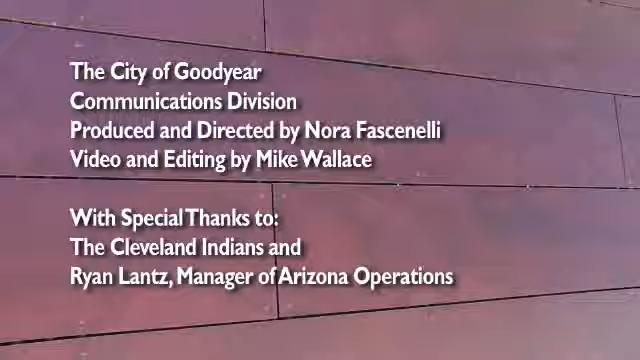 The City of Goodyear
Communications Division
Produced and Directed by Nora Fascenelli
Video and Editing by Mike Wallace
With Special Thanks to:
The Cleveland Indians and
Ryan Lantz, Manager of Arizona Operations